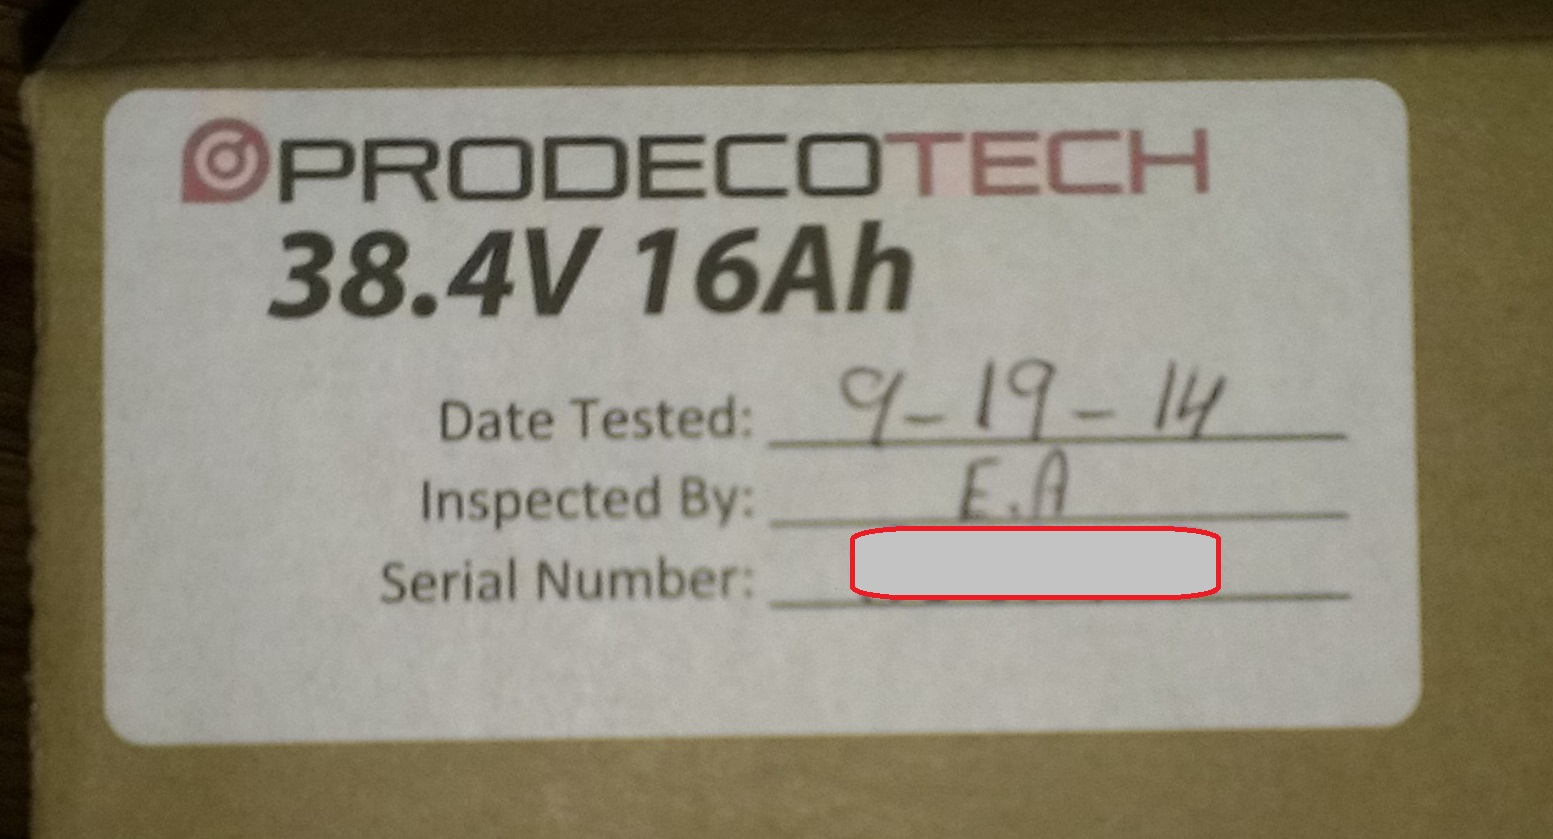 PRODECOTECH
38.4V 16Ah
Date Tested: 9-19-14
Inspected By: E.A
Serial Number: